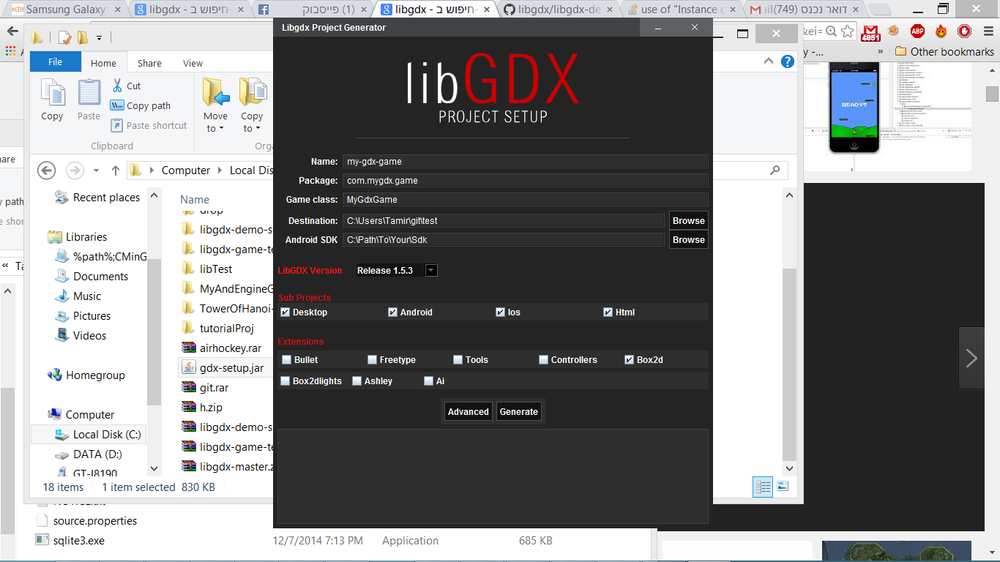 Samsung Galaxy
libgdx - חיפוש ב-
(1) פייסבוק
libgdx - חיפוש ב-
libgdx/libgdx-de
use of "Instance
דואר נכנס (749)
Libgdx Project Generator
&ei=
4851
ABP
Other bookmarks
File
Home
Share
View
Copy
Paste
Cut
Copy path
Paste shortcut
Move to
Copy to
Clipboard
Orga
libGDX
PROJECT SETUP
READY?
Name: my-gdx-game
Package: com.mygdx.game
Game class: MyGdxGame
Destination: C:\Users\Tamir\git\test Browse
Android SDK C:\Path\To\Your\Sdk Browse
LibGDX Version Release 1.5.3
Sub Projects
Desktop Android Ios Html
Extensions
Bullet Freetype Tools Controllers Box2d
Box2dlights Ashley Ai
Advanced Generate
Computer
Local Dis
Recent places
Libraries
%path%;CMinG
Documents
Music
Pictures
Videos
Homegroup
Computer
Local Disk (C:)
DATA (D:)
GT-I8190
Name
drop
libgdx-demo-s
libgdx-game-te
libTest
MyAndEngineG
TowerOfHanoi-
tutorialProj
airhockey.rar
gdx-setup.jar
git.rar
h.zip
libgdx-demo-s
libgdx-game-te
libgdx-master.z
18 items 1 item selected 830 KB
source.properties
sqlite3.exe 12/7/2014 7:13 PM Application 685 KB